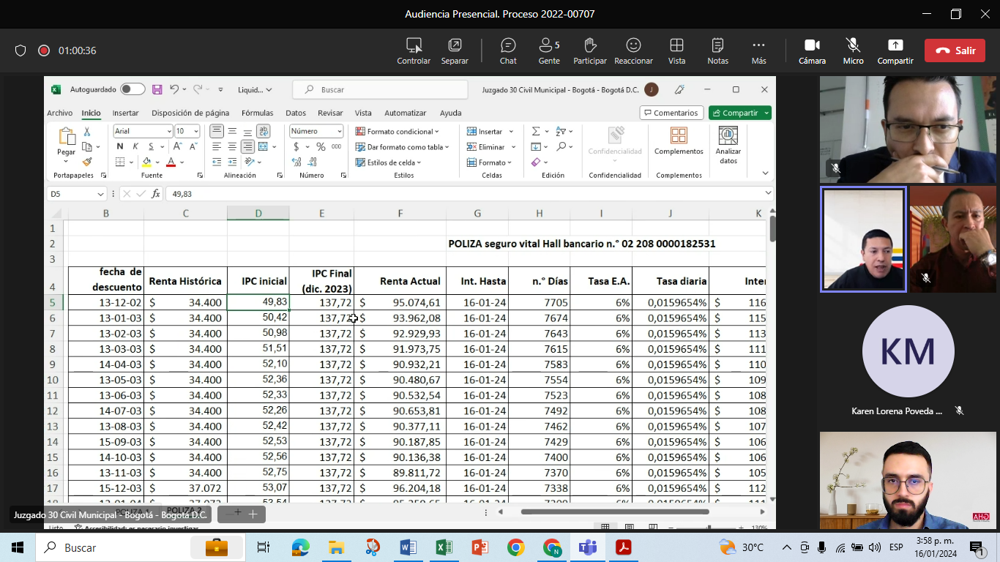 Audiencia Presencial. Proceso 2022-00707
01:00:36
Controlar Separar Chat Gente 5 Participar Reaccionar Vista Notas Más Cámara Micro Compartir Salir
Autoguardado Liquid... Buscar Juzgado 30 Civil Municipal - Bogotá - Bogotá D.C. J
Archivo Inicio Insertar Disposición de página Fórmulas Datos Revisar Vista Automatizar Ayuda Comentarios Compartir
Pegar Arial 10 Número Formato condicional Insertar Confidencialidad Complementos Analizar datos
N K S A A $ % 000 Dar formato como tabla Eliminar
A Estilos de celda Formato
Portapapeles Fuente Alineación Número Estilos Celdas Edición Confidencialidad Complementos
D5 fx 49,83
B C D E F G H I J K
1
2 POLIZA seguro vital Hall bancario n.° 02 208 0000182531
3
4 fecha de descuento Renta Histórica IPC inicial IPC Final (dic. 2023) Renta Actual Int. Hasta n.° Días Tasa E.A. Tasa diaria Inter
5 13-12-02 $ 34.400 49,83 137,72 $ 95.074,61 16-01-24 7705 6% 0,0159654% $ 116
6 13-01-03 $ 34.400 50,42 137,72 $ 93.962,08 16-01-24 7674 6% 0,0159654% $ 115
7 13-02-03 $ 34.400 50,98 137,72 $ 92.929,93 16-01-24 7643 6% 0,0159654% $ 113
8 13-03-03 $ 34.400 51,51 137,72 $ 91.973,75 16-01-24 7615 6% 0,0159654% $ 111
9 14-04-03 $ 34.400 52,10 137,72 $ 90.932,21 16-01-24 7583 6% 0,0159654% $ 110
10 13-05-03 $ 34.400 52,36 137,72 $ 90.480,67 16-01-24 7554 6% 0,0159654% $ 109
11 13-06-03 $ 34.400 52,33 137,72 $ 90.532,54 16-01-24 7523 6% 0,0159654% $ 108
12 14-07-03 $ 34.400 52,26 137,72 $ 90.653,81 16-01-24 7492 6% 0,0159654% $ 108
13 13-08-03 $ 34.400 52,42 137,72 $ 90.377,11 16-01-24 7462 6% 0,0159654% $ 107
14 15-09-03 $ 34.400 52,53 137,72 $ 90.187,85 16-01-24 7429 6% 0,0159654% $ 106
15 14-10-03 $ 34.400 52,56 137,72 $ 90.136,38 16-01-24 7400 6% 0,0159654% $ 106
16 13-11-03 $ 34.400 52,75 137,72 $ 89.811,72 16-01-24 7370 6% 0,0159654% $ 105
17 15-12-03 $ 37.072 53,07 137,72 $ 96.204,18 16-01-24 7338 6% 0,0159654% $ 112
POLIZA 2
Juzgado 30 Civil Municipal - Bogotá - Bogotá D.C.
Listo Accesibilidad: es necesario investigar 130%
KM
Karen Lorena Poveda ...
GHA
Buscar 30°C ESP 3:58 p. m.
16/01/2024 1